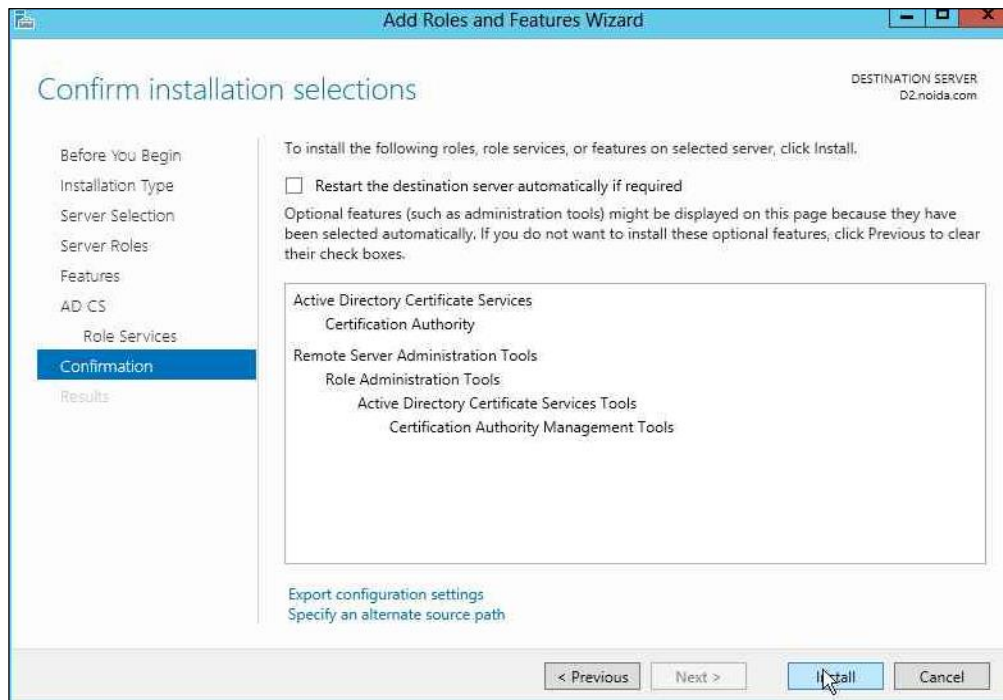 Add Roles and Features Wizard
Confirm installation selections
DESTINATION SERVER
D2.noida.com
Before You Begin
Installation Type
Server Selection
Server Roles
Features
AD CS
Role Services
Confirmation
Results
To install the following roles, role services, or features on selected server, click Install.
Restart the destination server automatically if required
Optional features (such as administration tools) might be displayed on this page because they have
been selected automatically. If you do not want to install these optional features, click Previous to clear
their check boxes.
Active Directory Certificate Services
Certification Authority
Remote Server Administration Tools
Role Administration Tools
Active Directory Certificate Services Tools
Certification Authority Management Tools
Export configuration settings
Specify an alternate source path
< Previous
Next >
Install
Cancel